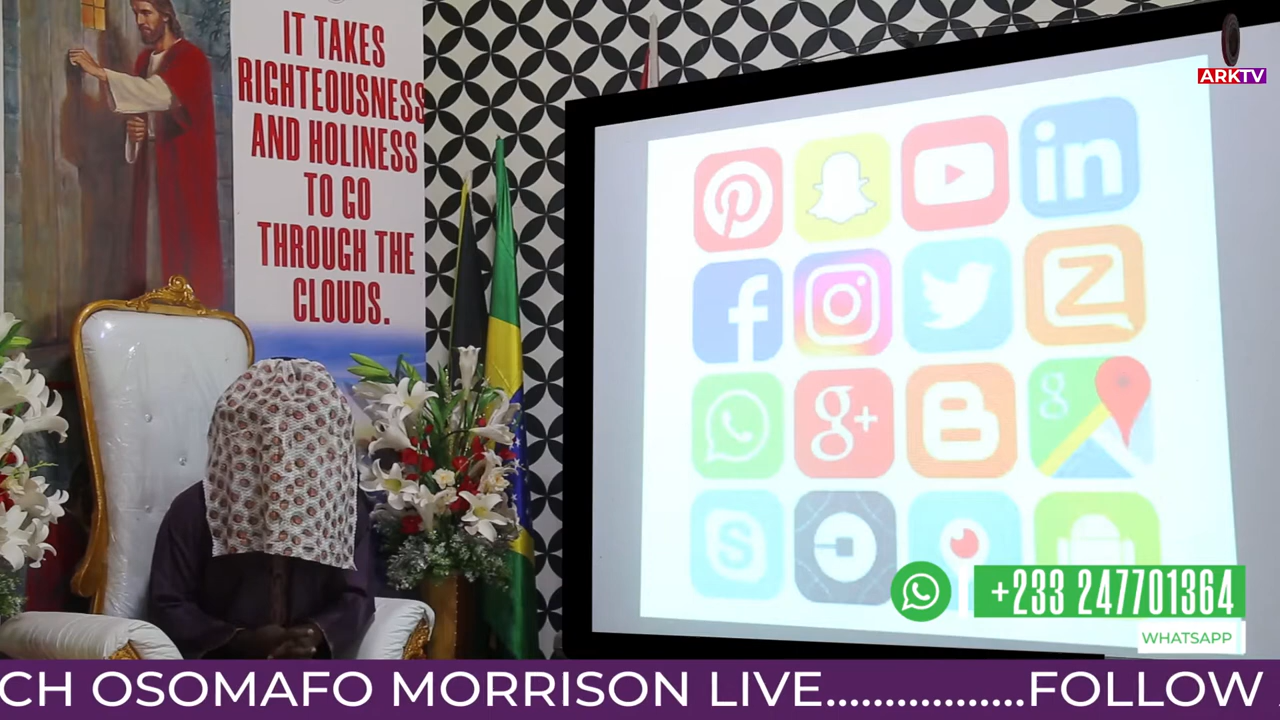 IT TAKES
RIGHTEOUSNESS
AND HOLINESS
TO GO
THROUGH THE
CLOUDS.
ARKTV
in
f
g+
B
g
S
+233 247701364
WHATSAPP
CH OSOMAFO MORRISON LIVE.................FOLLOW